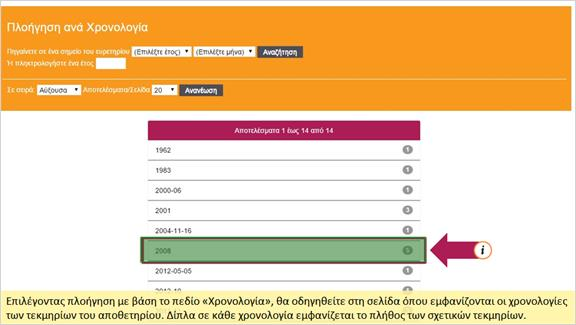 Πλοήγηση ανά Χρονολογία
Πηγαίνετε σε ένα σημείο του ευρετηρίου (Επιλέξτε έτος) (Επιλέξτε μήνα) Αναζήτηση
Ή πληκτρολογήστε ένα έτος
Σε σειρά: Αύξουσα Αποτελέσματα/Σελίδα 20 Ανανέωση
Αποτελέσματα 1 έως 14 από 14
1962 1
1983 1
2000-06 1
2001 3
2004-11-16 1
2008
2012-05-05 1
i
Επιλέγοντας πλοήγηση με βάση το πεδίο «Χρονολογία», θα οδηγηθείτε στη σελίδα όπου εμφανίζονται οι χρονολογίες
των τεκμηρίων του αποθετηρίου. Δίπλα σε κάθε χρονολογία εμφανίζεται το πλήθος των σχετικών τεκμηρίων.